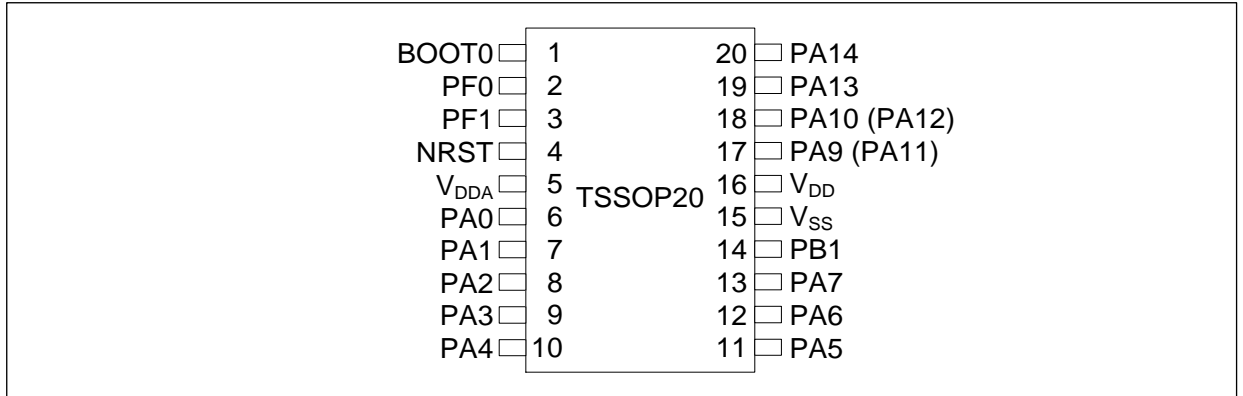 BOOT0 1 20 PA14
PF0 2 19 PA13
PF1 3 18 PA10 (PA12)
NRST 4 17 PA9 (PA11)
VDDA 5 TSSOP20 16 VDD
PA0 6 15 VSS
PA1 7 14 PB1
PA2 8 13 PA7
PA3 9 12 PA6
PA4 10 11 PA5